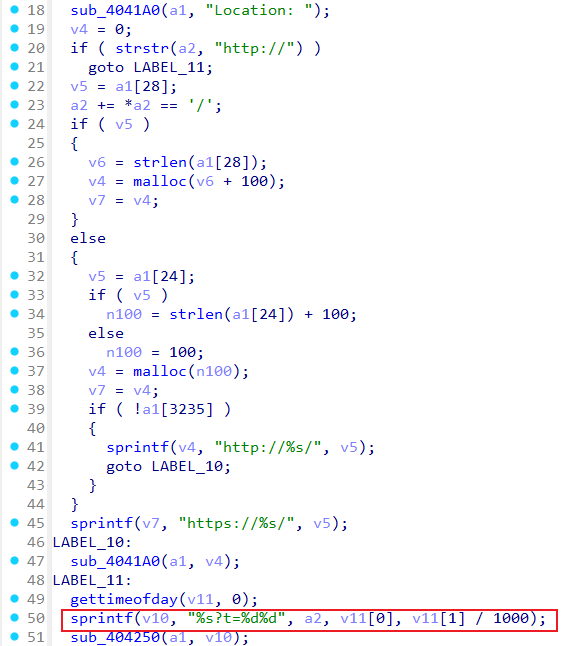 18 sub_4041A0(a1, "Location: ");
19 v4 = 0;
20 if ( strstr(a2, "http://") )
21 goto LABEL_11;
22 v5 = a1[28];
23 a2 += *a2 == '/';
24 if ( v5 )
25 {
26 v6 = strlen(a1[28]);
27 v4 = malloc(v6 + 100);
28 v7 = v4;
29 }
30 else
31 {
32 v5 = a1[24];
33 if ( v5 )
34 n100 = strlen(a1[24]) + 100;
35 else
36 n100 = 100;
37 v4 = malloc(n100);
38 v7 = v4;
39 if ( !a1[3235] )
40 {
41 sprintf(v4, "http://%s/", v5);
42 goto LABEL_10;
43 }
44 }
45 sprintf(v7, "https://%s/", v5);
46 LABEL_10:
47 sub_4041A0(a1, v4);
48 LABEL_11:
49 gettimeofday(v11, 0);
50 sprintf(v10, "%s?t=%d%d", a2, v11[0], v11[1] / 1000);
51 sub_404250(a1, v10);